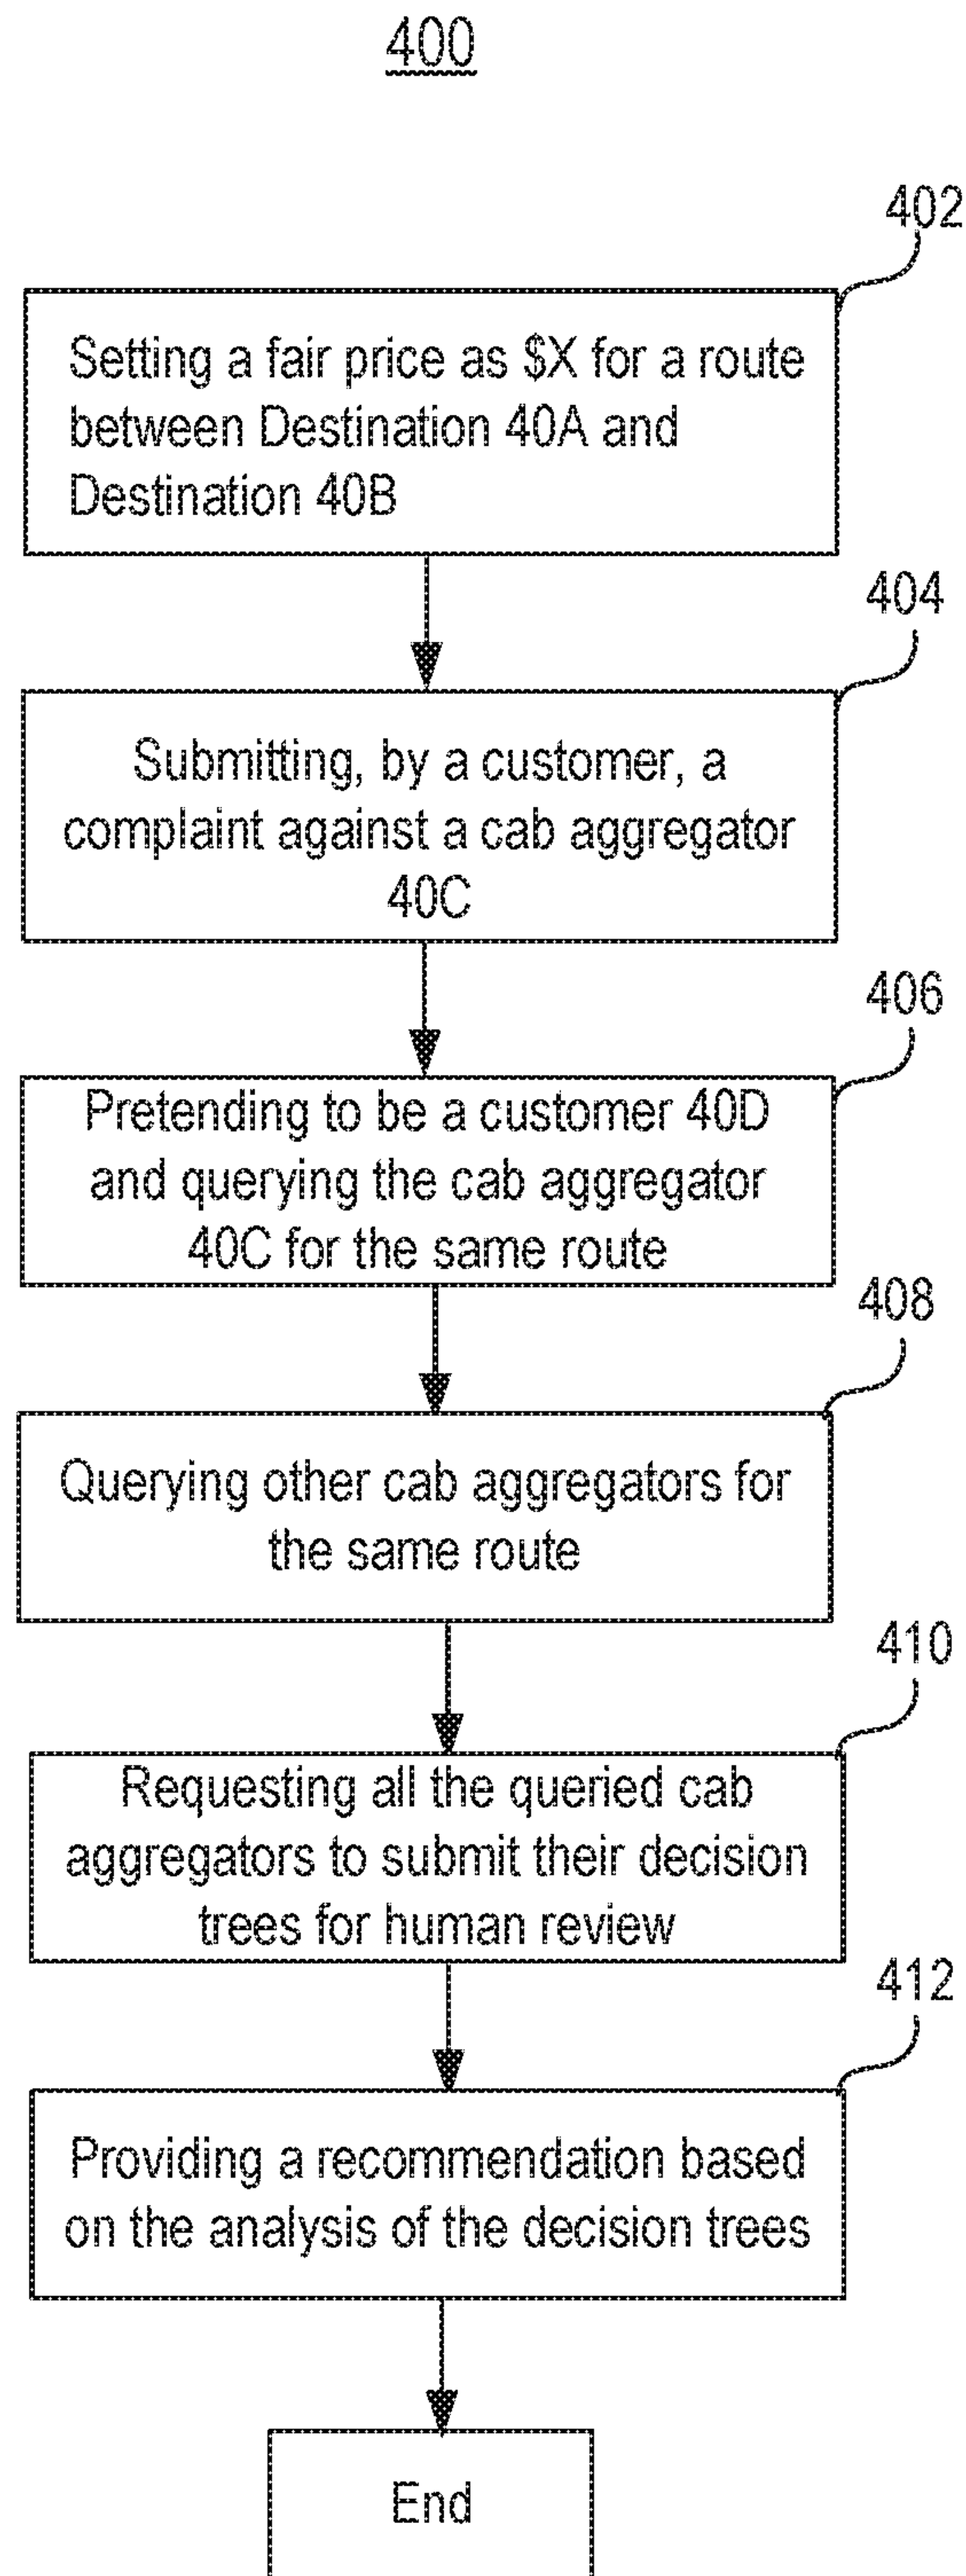 400
402
Setting a fair price as $X for a route
between Destination 40A and
Destination 40B
404
Submitting, by a customer, a
complaint against a cab aggregator
40C
406
Pretending to be a customer 40D
and querying the cab aggregator
40C for the same route
408
Querying other cab aggregators for
the same route
410
Requesting all the queried cab
aggregators to submit their decision
trees for human review
412
Providing a recommendation based
on the analysis of the decision trees
End